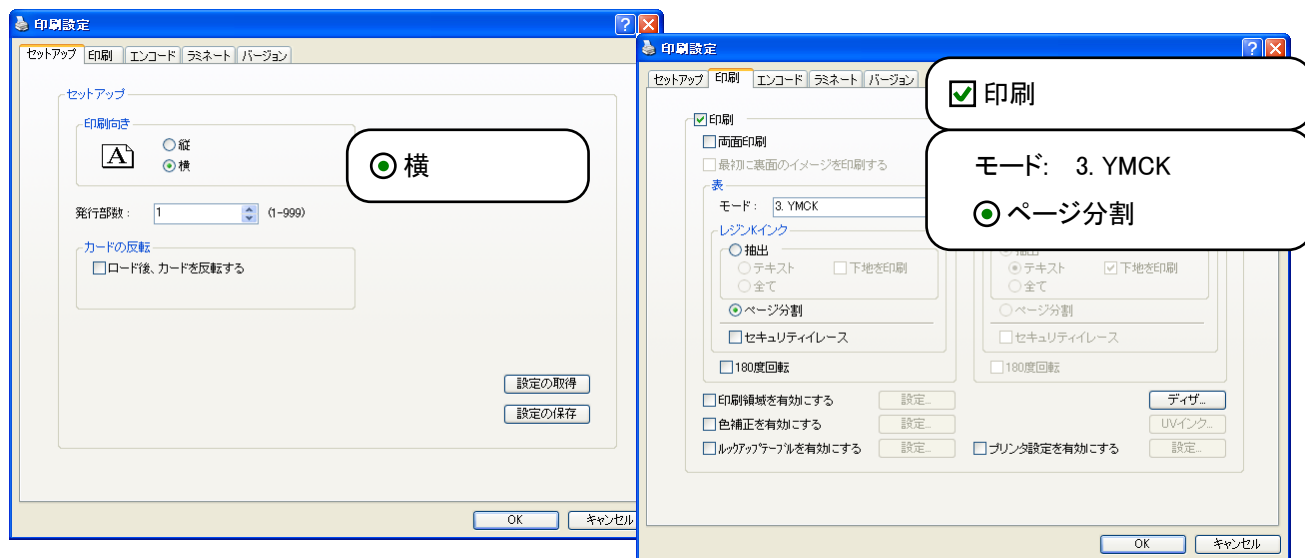 印刷設定
セットアップ 印刷 エンコード ラミネート バージョン
セットアップ
印刷向き
A
縦
横
横
発行部数: 1 (1-999)
カードの反転
ロード後、カードを反転する
設定の取得
設定の保存
OK キャンセル
印刷設定
セットアップ 印刷 エンコード ラミネート バージョン
印刷
印刷
両面印刷
最初に裏面のイメージを印刷する
表
モード: 3. YMCK
モード: 3. YMCK
ページ分割
レジンKインク
抽出
テキスト 下地を印刷
全て
ページ分割
セキュリティイレース
180度回転
テキスト 下地を印刷
全て
ページ分割
セキュリティイレース
180度回転
印刷領域を有効にする 設定...
色補正を有効にする 設定...
ルックアップテーブルを有効にする 設定...
ディザ...
UVインク...
プリンタ設定を有効にする 設定...
OK キャンセル